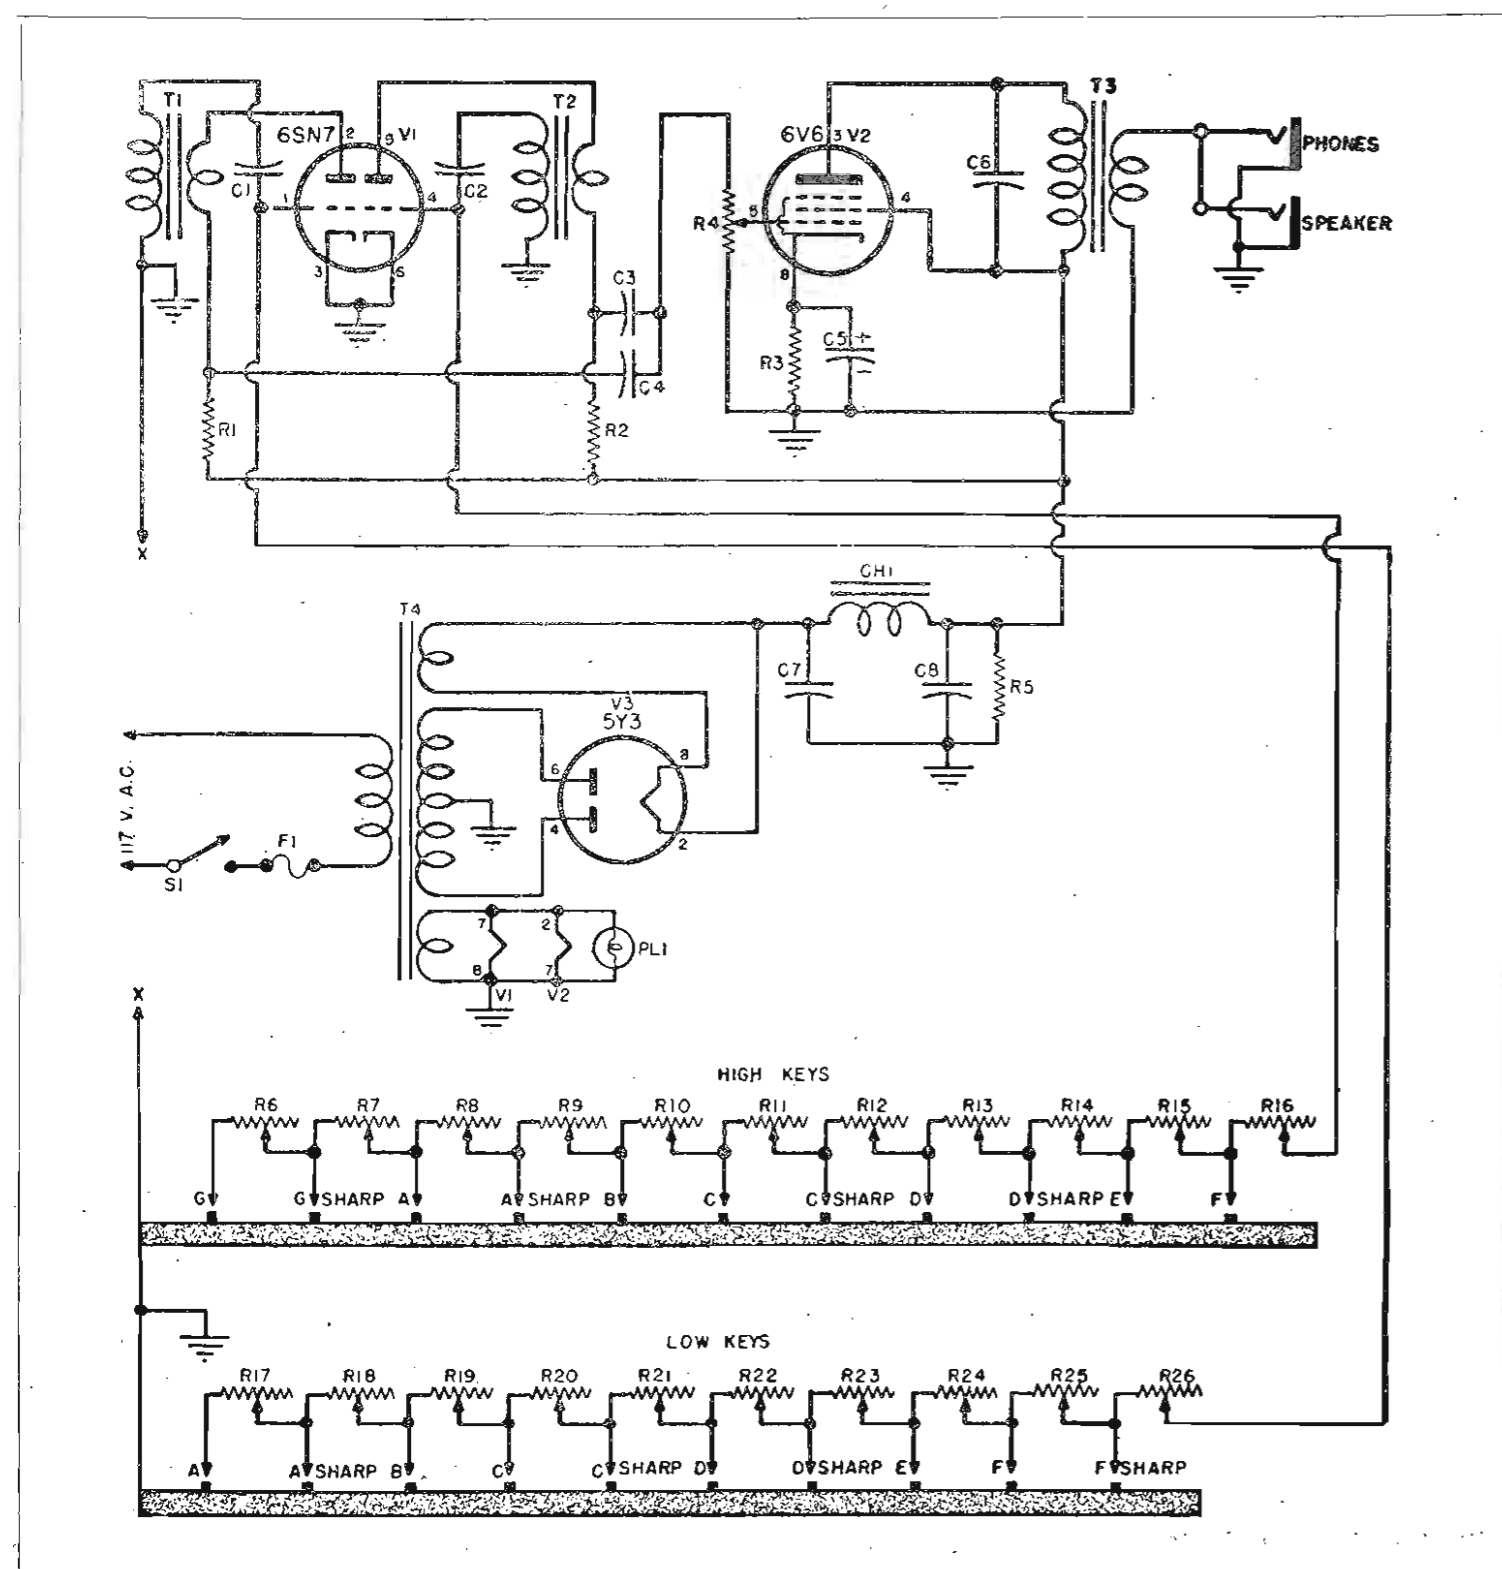 T1
6SN7
2
5
V1
T2
6V6
3
V2
T3
C1
1
4
C2
C6
PHONES
R4
5
4
SPEAKER
3
6
8
C3
C5
+
-
R3
C4
R1
R2
X
CH1
T4
C7
C8
R5
V3
5Y3
117 V. A.C.
6
8
4
2
F1
S1
7
2
PL1
8
7
V1
V2
X
HIGH KEYS
R6 R7 R8 R9 R10 R11 R12 R13 R14 R15 R16
G G SHARP A A SHARP B C C SHARP D D SHARP E F
LOW KEYS
R17 R18 R19 R20 R21 R22 R23 R24 R25 R26
A A SHARP B C C SHARP D D SHARP E F F SHARP